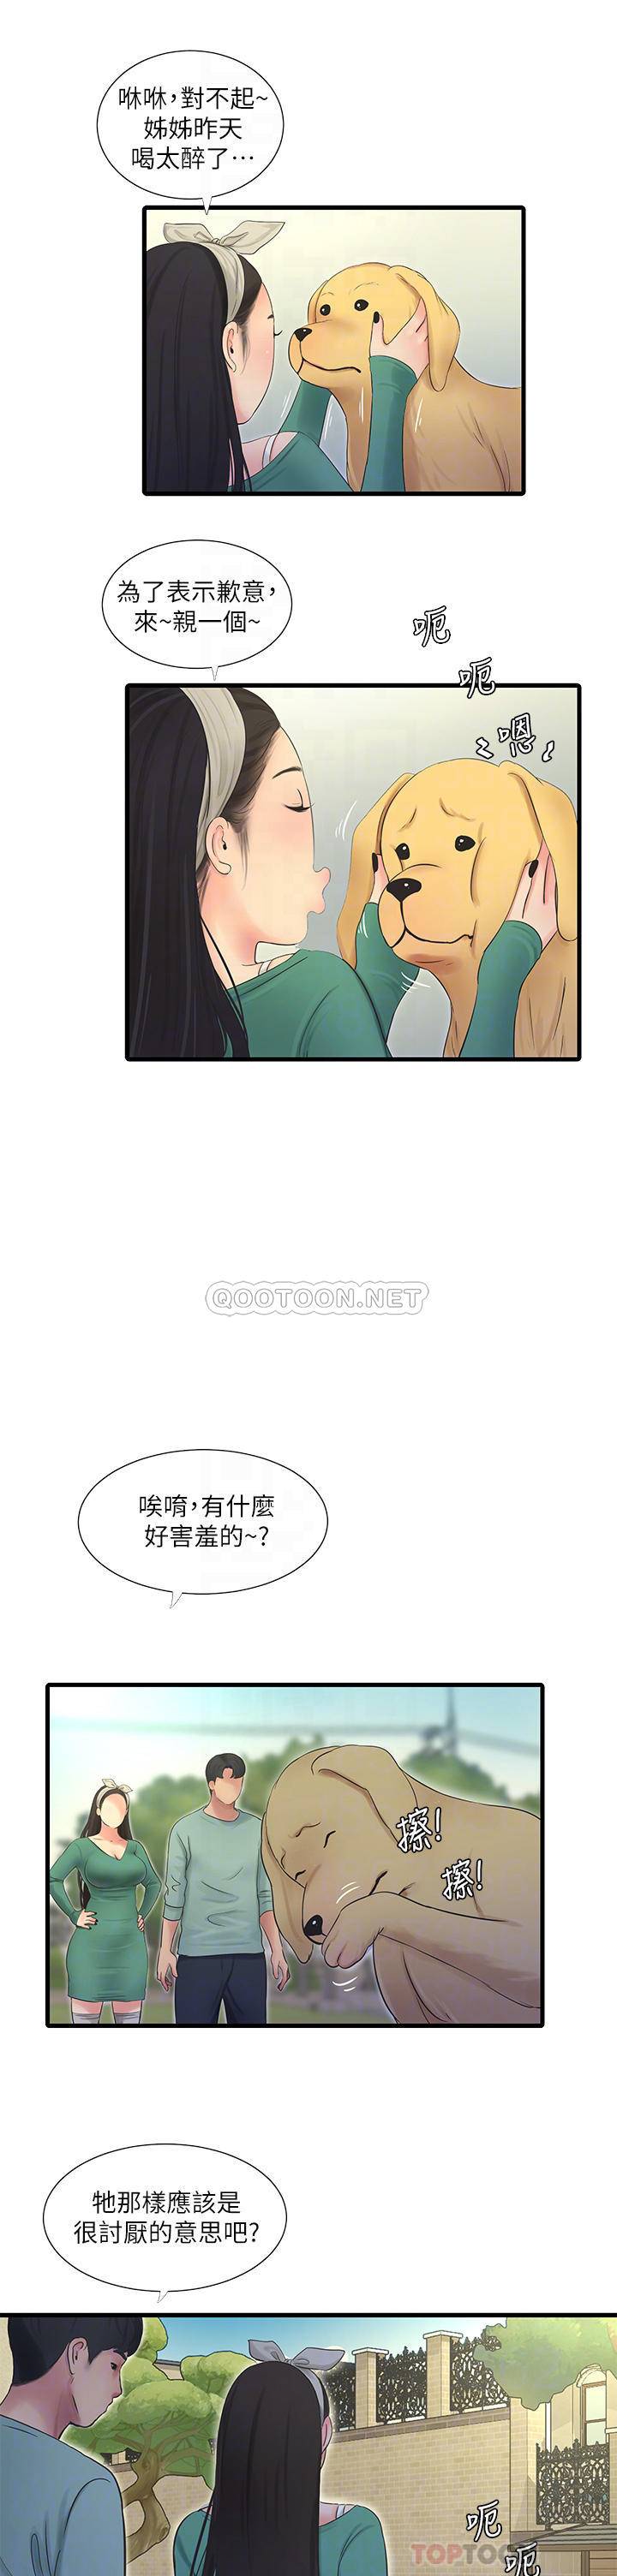 咻咻，對不起~
姊姊昨天
喝太醉了…
為了表示歉意，
來~親一個~
呃
呃
嗯
QOOTOON.NET
唉唷，有什麼
好害羞的~?
擦!
擦!
牠那樣應該是
很討厭的意思吧?
呃
呃
TOPTOO